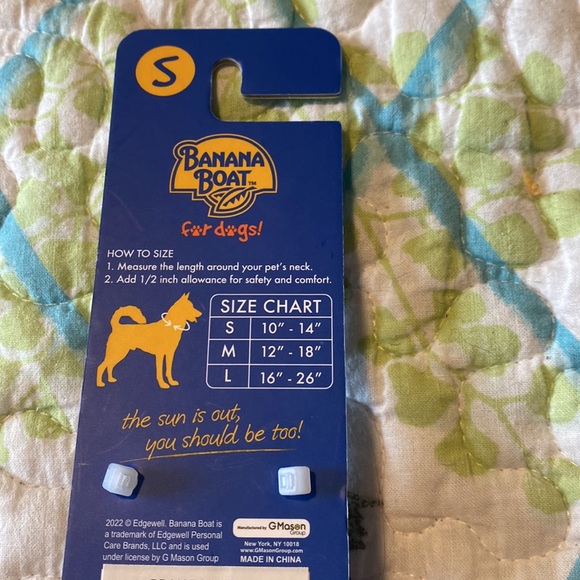 S
BANANA
BOAT™
for dogs!
HOW TO SIZE
1. Measure the length around your pet's neck.
2. Add 1/2 inch allowance for safety and comfort.
SIZE CHART
S 10” - 14”
M 12” - 18”
L 16” - 26”
the sun is out,
you should be too!
2022 © Edgewell. Banana Boat is
a trademark of Edgewell Personal
Care Brands, LLC and is used
under license by G Mason Group
Manufactured by GMason
Group
New York, NY 10018
www.GMasonGroup.com
MADE IN CHINA